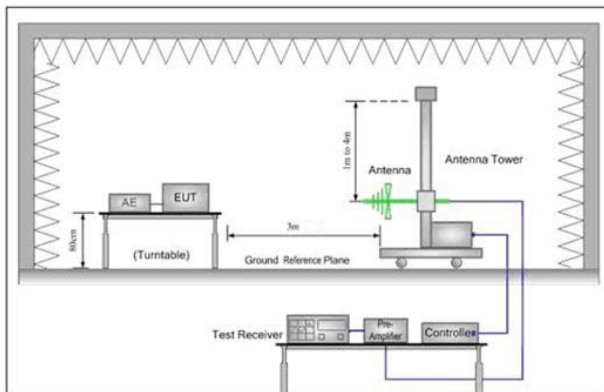 1m to 4m
Antenna
Antenna Tower
AE
EUT
80cm
(Turntable)
3m
Ground Reference Plane
Test Receiver
Pre-
Amplifier
Controller